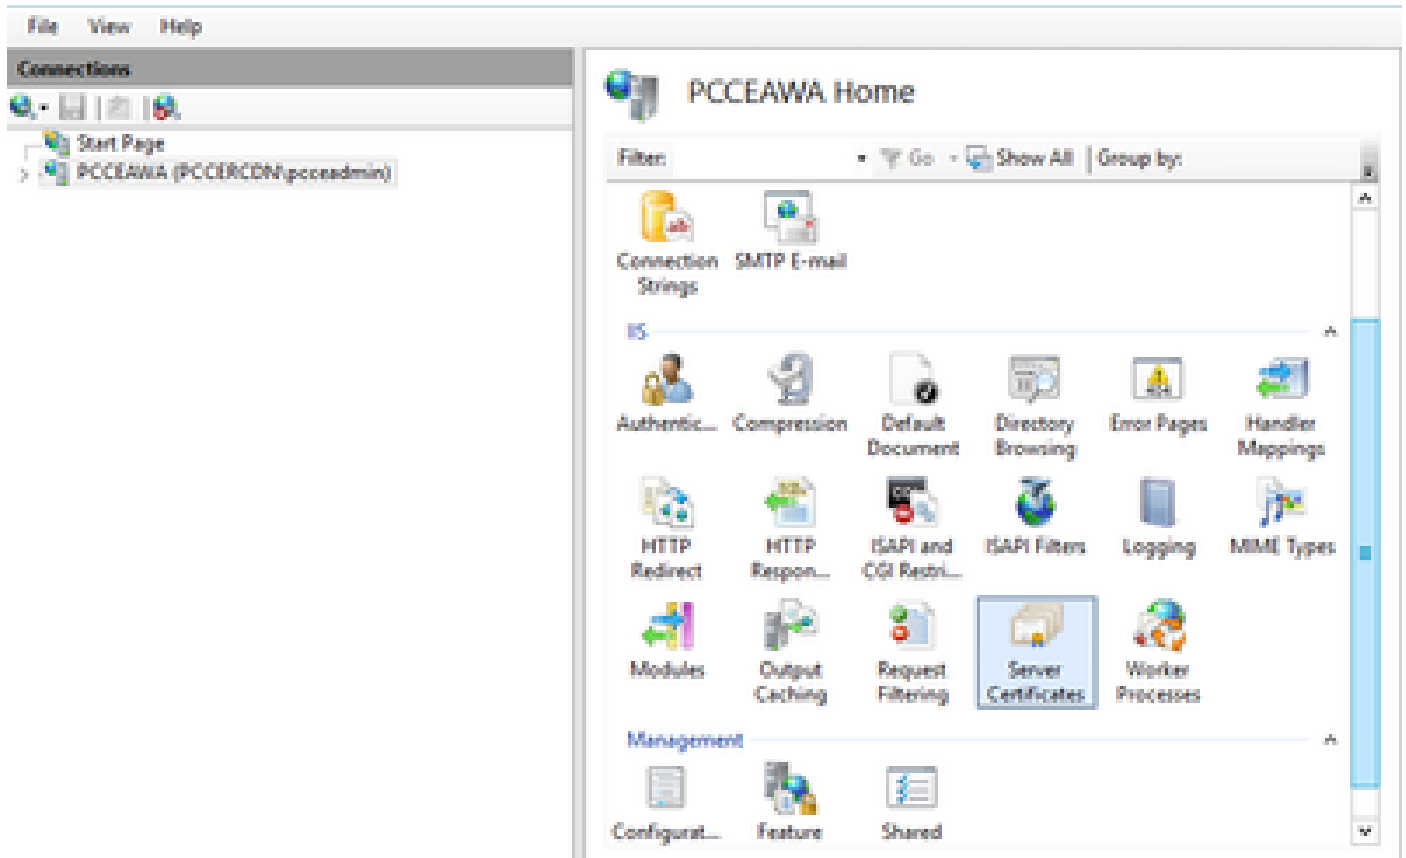 File View Help
Connections
PCCEAWA Home
Start Page
PCCEAWA (PCCERCDN\pcceadmin)
Filter:
Go
Show All
Group by:
Connection Strings
SMTP E-mail
IIS
Authentic...
Compression
Default Document
Directory Browsing
Error Pages
Handler Mappings
HTTP Redirect
HTTP Respon...
ISAPI and CGI Restri...
ISAPI Filters
Logging
MIME Types
Modules
Output Caching
Request Filtering
Server Certificates
Worker Processes
Management
Configurat...
Feature
Shared